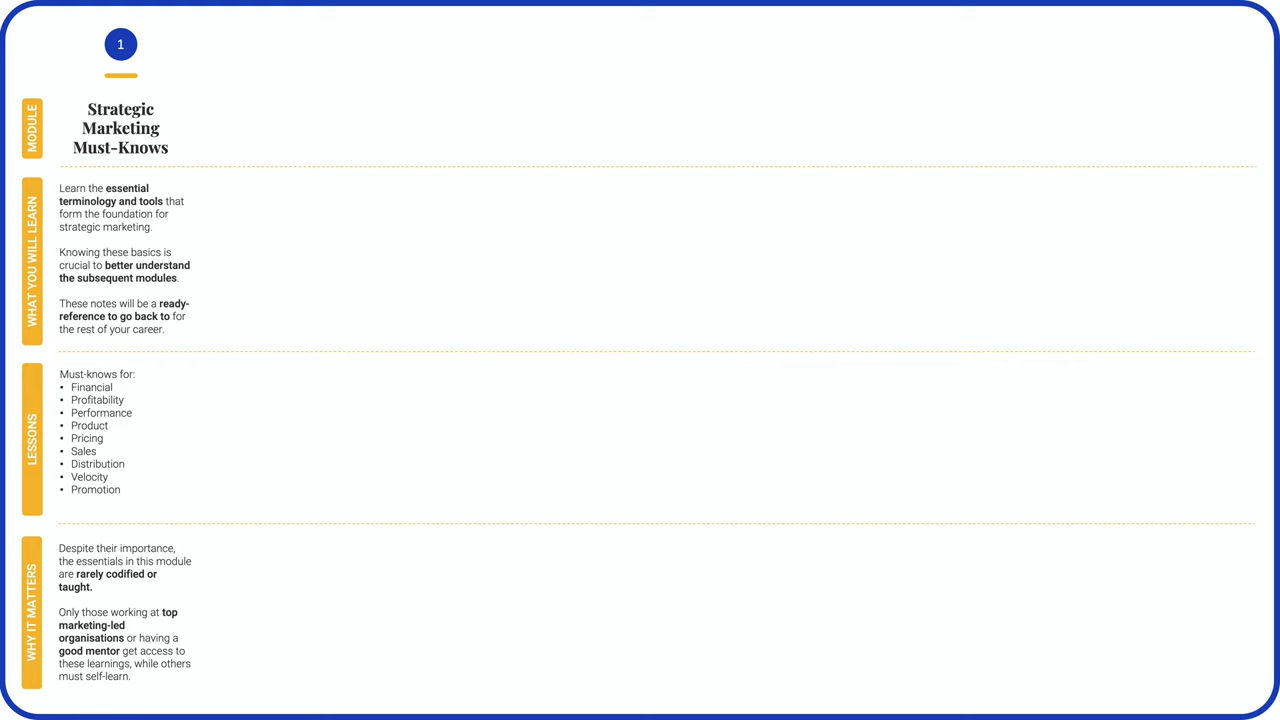 1
MODULE
Strategic
Marketing
Must-Knows
WHAT YOU WILL LEARN
Learn the essential
terminology and tools that
form the foundation for
strategic marketing.
Knowing these basics is
crucial to better understand
the subsequent modules.
These notes will be a ready-
reference to go back to for
the rest of your career.
LESSONS
Must-knows for:
• Financial
• Profitability
• Performance
• Product
• Pricing
• Sales
• Distribution
• Velocity
• Promotion
WHY IT MATTERS
Despite their importance,
the essentials in this module
are rarely codified or
taught.
Only those working at top
marketing-led
organisations or having a
good mentor get access to
these learnings, while others
must self-learn.